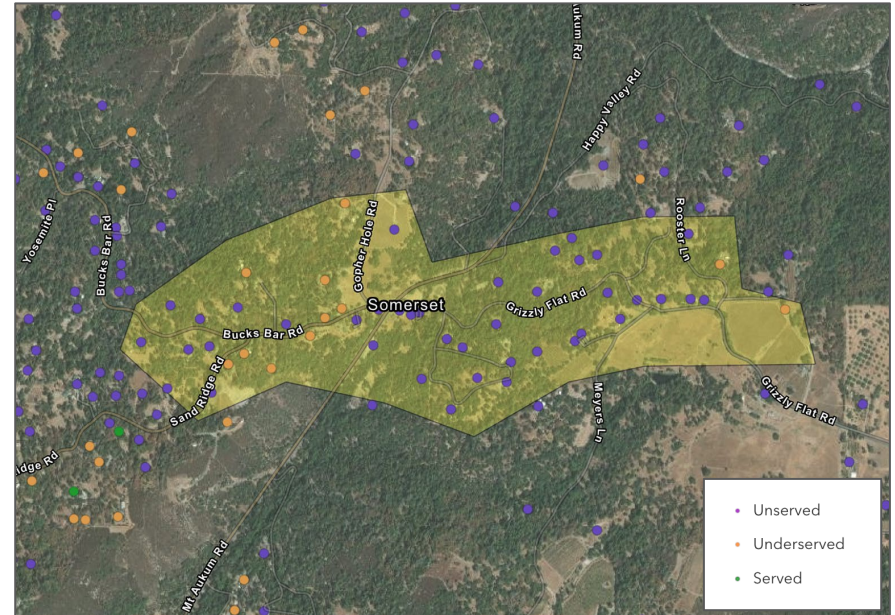 ukum Rd
Aukum Rd
Happy Valley Rd
Yosemite Pl
Bucks Bar Rd
Gopher Hole Rd
Rooster Ln
Somerset
Grizzly Flat Rd
Bucks Bar Rd
Sand Ridge Rd
Meyers Ln
Grizzly Flat Rd
idge Rd
Mt Aukum Rd
Unserved
Underserved
Served